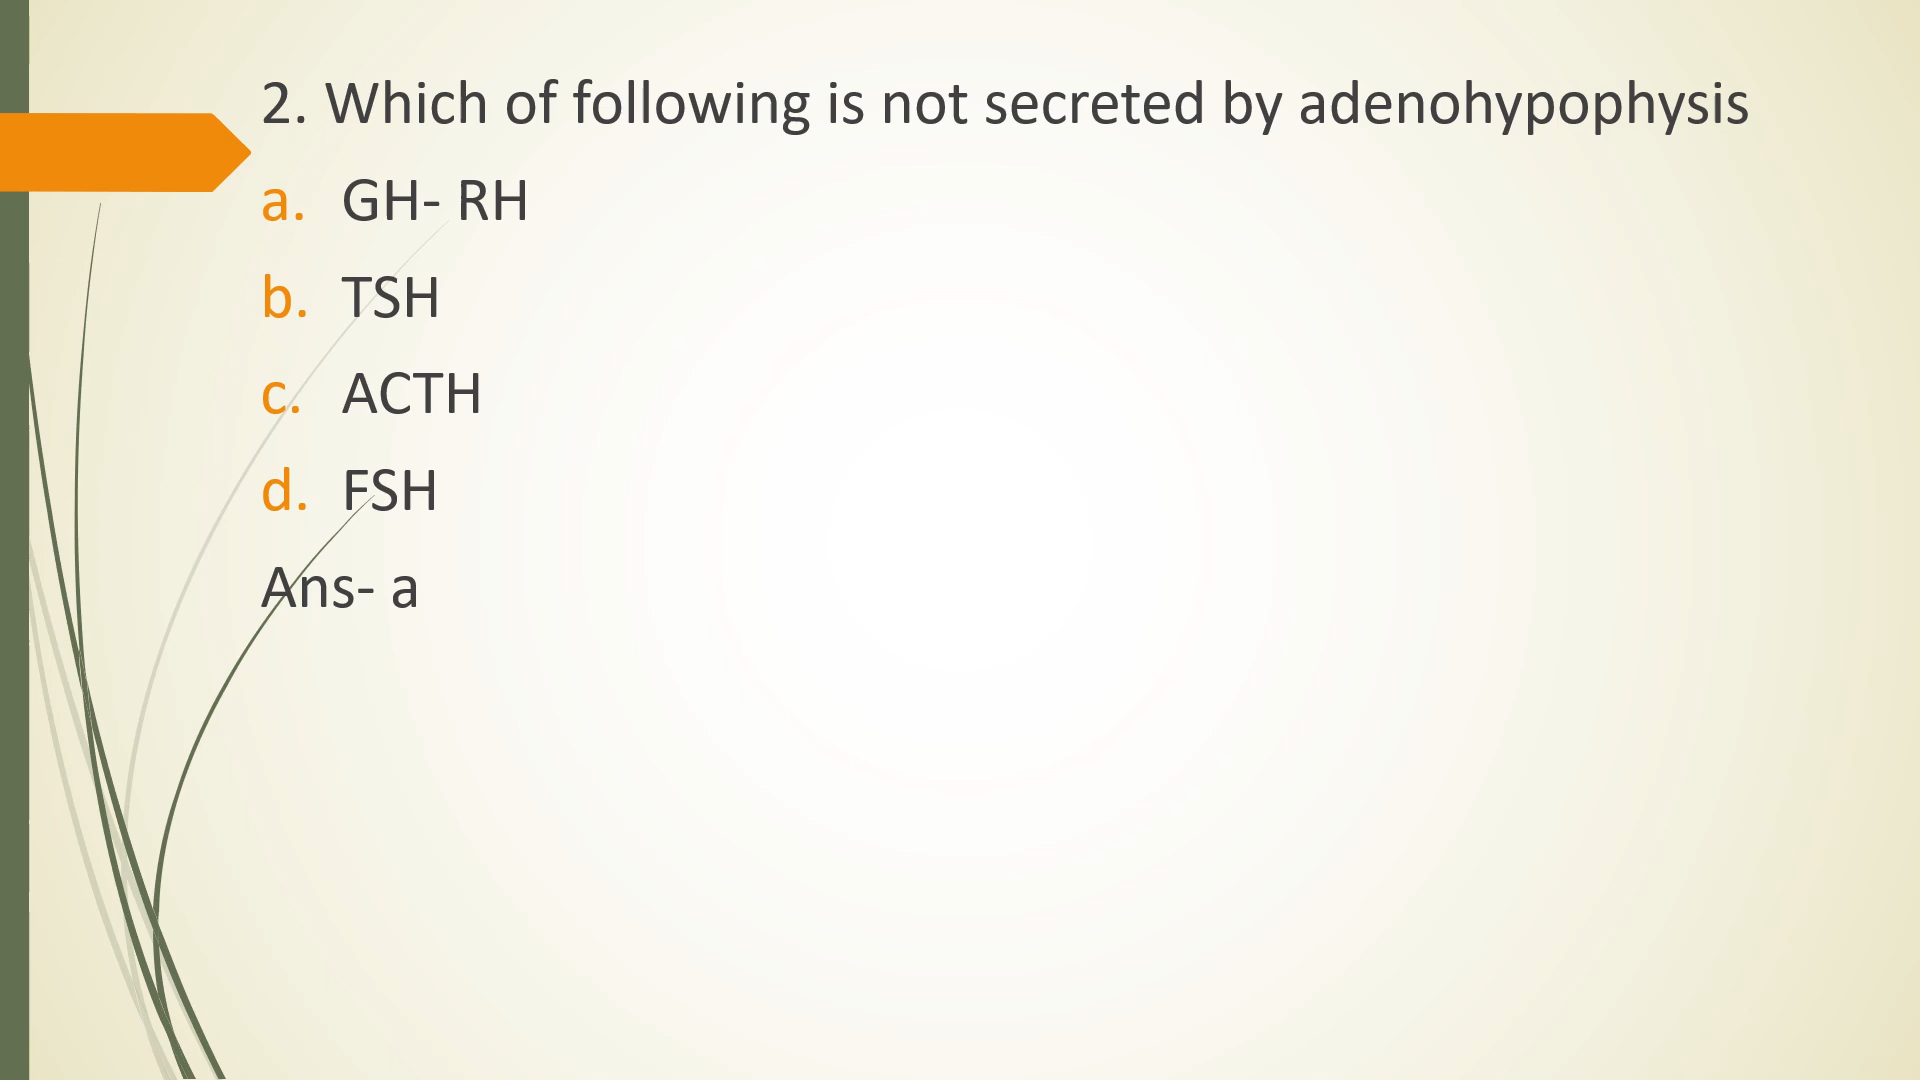 2. Which of following is not secreted by adenohypophysis
a. GH- RH
b. TSH
c. ACTH
d. FSH
Ans- a